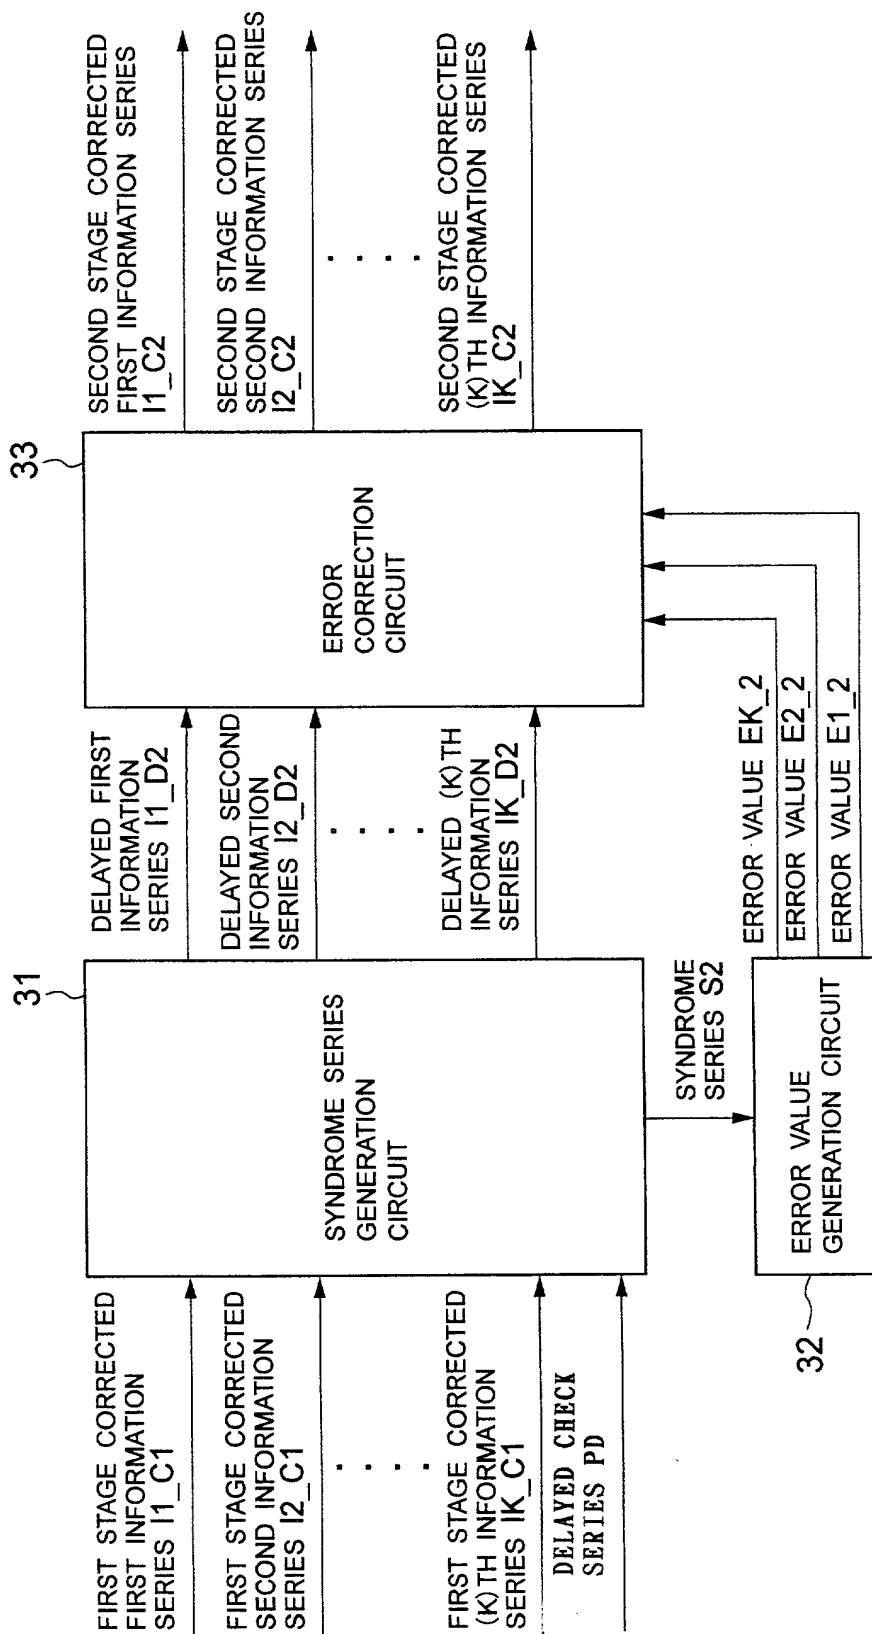 FIRST STAGE CORRECTED
FIRST INFORMATION
SERIES I1_C1
FIRST STAGE CORRECTED
SECOND INFORMATION
SERIES I2_C1
FIRST STAGE CORRECTED
(K)TH INFORMATION
SERIES IK_C1
DELAYED CHECK
SERIES PD
31
SYNDROME SERIES
GENERATION
CIRCUIT
SYNDROME
SERIES S2
32
ERROR VALUE
GENERATION CIRCUIT
DELAYED FIRST
INFORMATION
SERIES I1_D2
DELAYED SECOND
INFORMATION
SERIES I2_D2
DELAYED (K)TH
INFORMATION
SERIES IK_D2
ERROR VALUE EK_2
ERROR VALUE E2_2
ERROR VALUE E1_2
33
ERROR
CORRECTION
CIRCUIT
SECOND STAGE CORRECTED
FIRST INFORMATION SERIES
I1_C2
SECOND STAGE CORRECTED
SECOND INFORMATION SERIES
I2_C2
SECOND STAGE CORRECTED
(K)TH INFORMATION SERIES
IK_C2